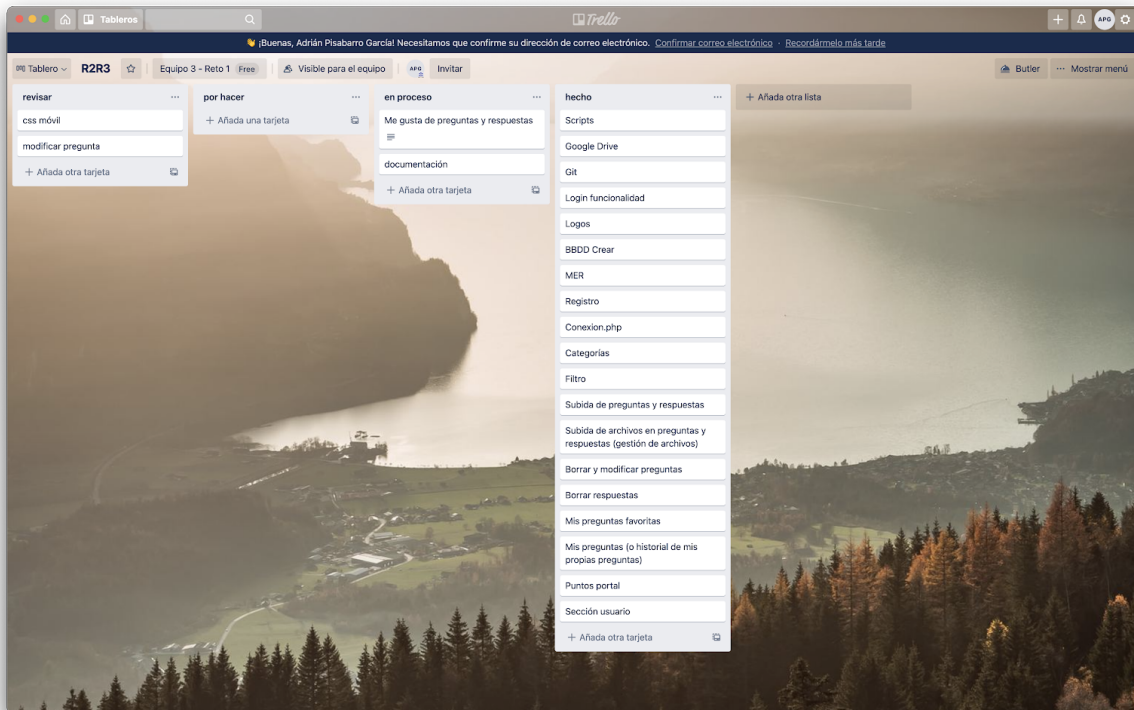 Tableros
Trello
APG
👋 ¡Buenas, Adrián Pisabarro García! Necesitamos que confirme su dirección de correo electrónico. Confirmar correo electrónico · Recordármelo más tarde
Tablero
R2R3
Equipo 3 - Reto 1 Free
Visible para el equipo
APG
Invitar
Butler
··· Mostrar menú
revisar
css móvil
modificar pregunta
+ Añada otra tarjeta
por hacer
+ Añada una tarjeta
en proceso
Me gusta de preguntas y respuestas
documentación
+ Añada otra tarjeta
hecho
Scripts
Google Drive
Git
Login funcionalidad
Logos
BBDD Crear
MER
Registro
Conexion.php
Categorías
Filtro
Subida de preguntas y respuestas
Subida de archivos en preguntas y
respuestas (gestión de archivos)
Borrar y modificar preguntas
Borrar respuestas
Mis preguntas favoritas
Mis preguntas (o historial de mis
propias preguntas)
Puntos portal
Sección usuario
+ Añada otra tarjeta
+ Añada otra lista